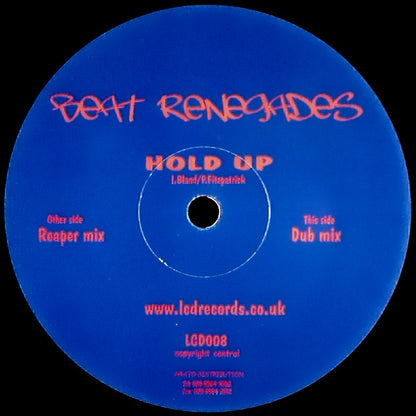 Beat Renegades
HOLD UP
I.Bland/P.Fitzpatrick
Other side
Reaper mix
This side
Dub mix
www.lcdrecords.co.uk
LCD008
copyright control
DISTRIBUTION